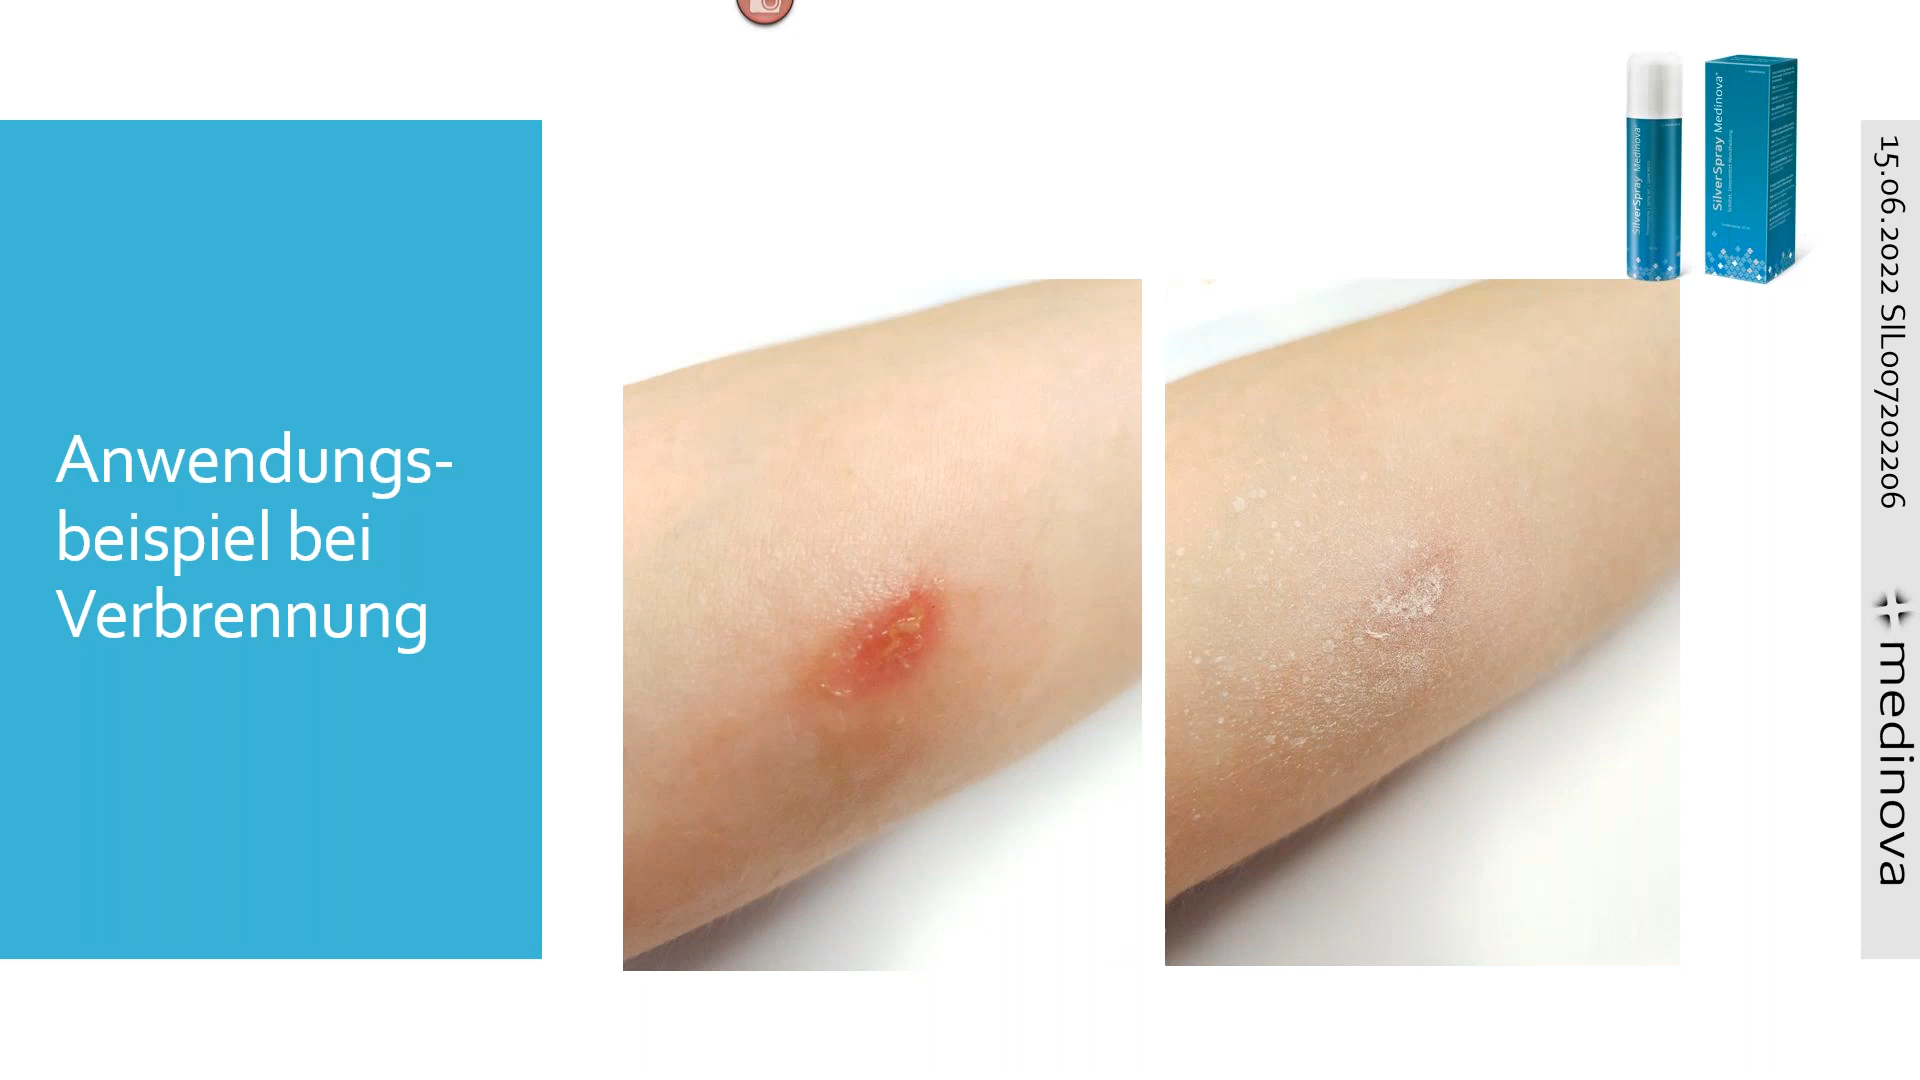 Anwendungs-
beispiel bei
Verbrennung
SilverSpray Medinova
SilverSpray Medinova
15.06.2022 SIL007202206
medinova